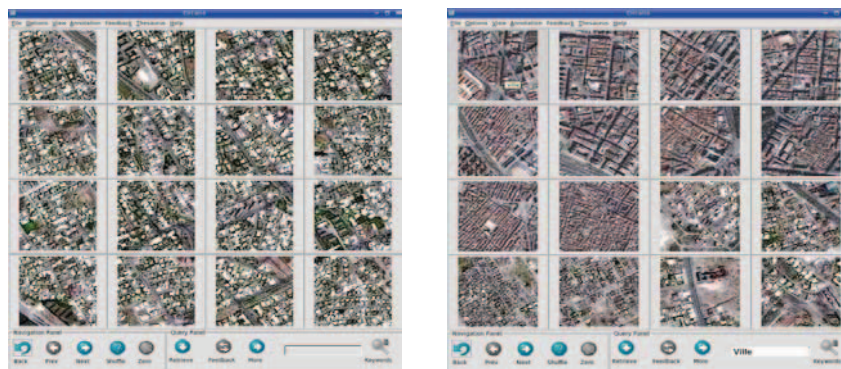 File Options View Annotation Feedback Thesaurus Help
Navigation Panel
Query Panel
Back Prev Next Shuffle Zoro Retrieve Feedback More Keywords
File Options View Annotation Feedback Thesaurus Help
Navigation Panel
Query Panel
Back Prev Next Shuffle Zoro Retrieve Feedback More Ville Keywords